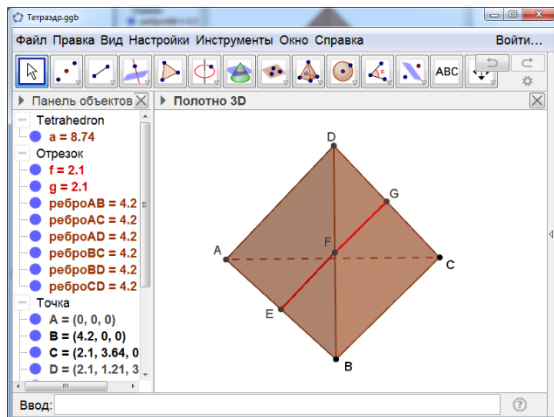 Тетраэдр.ggb
Файл Правка Вид Настройки Инструменты Окно Справка Войти...
ABC
Панель объектов
Полотно 3D
Tetrahedron
a = 8.74
Отрезок
f = 2.1
g = 2.1
реброAB = 4.2
реброAC = 4.2
реброAD = 4.2
реброBC = 4.2
реброBD = 4.2
реброCD = 4.2
Точка
A = (0, 0, 0)
B = (4.2, 0, 0)
C = (2.1, 3.64, 0
D = (2.1, 1.21, 3
D
G
A
F
C
E
B
Ввод: